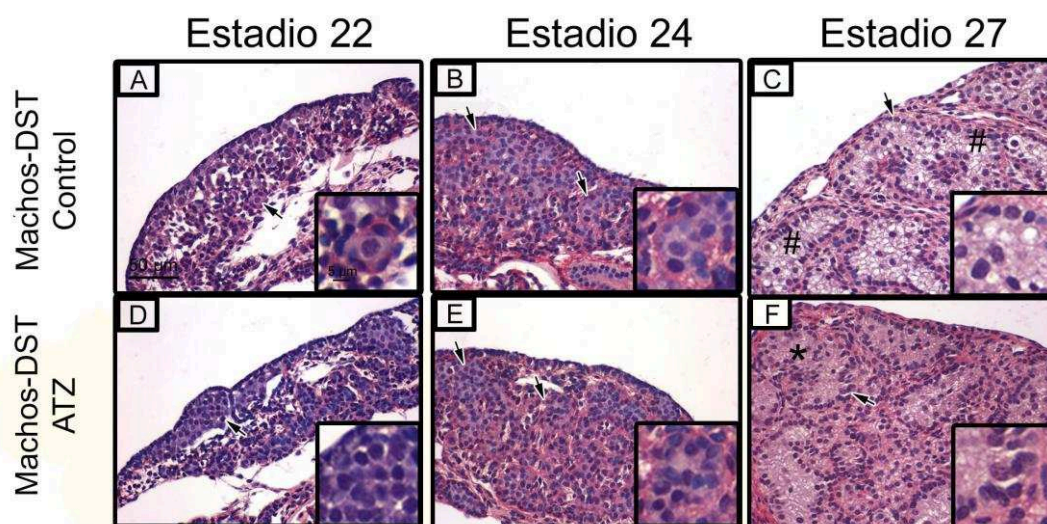 Estadio 22 Estadio 24 Estadio 27
Machos-DST
Control
A B C
#
#
50 µm
5 µm
Machos-DST
ATZ
D E F
*